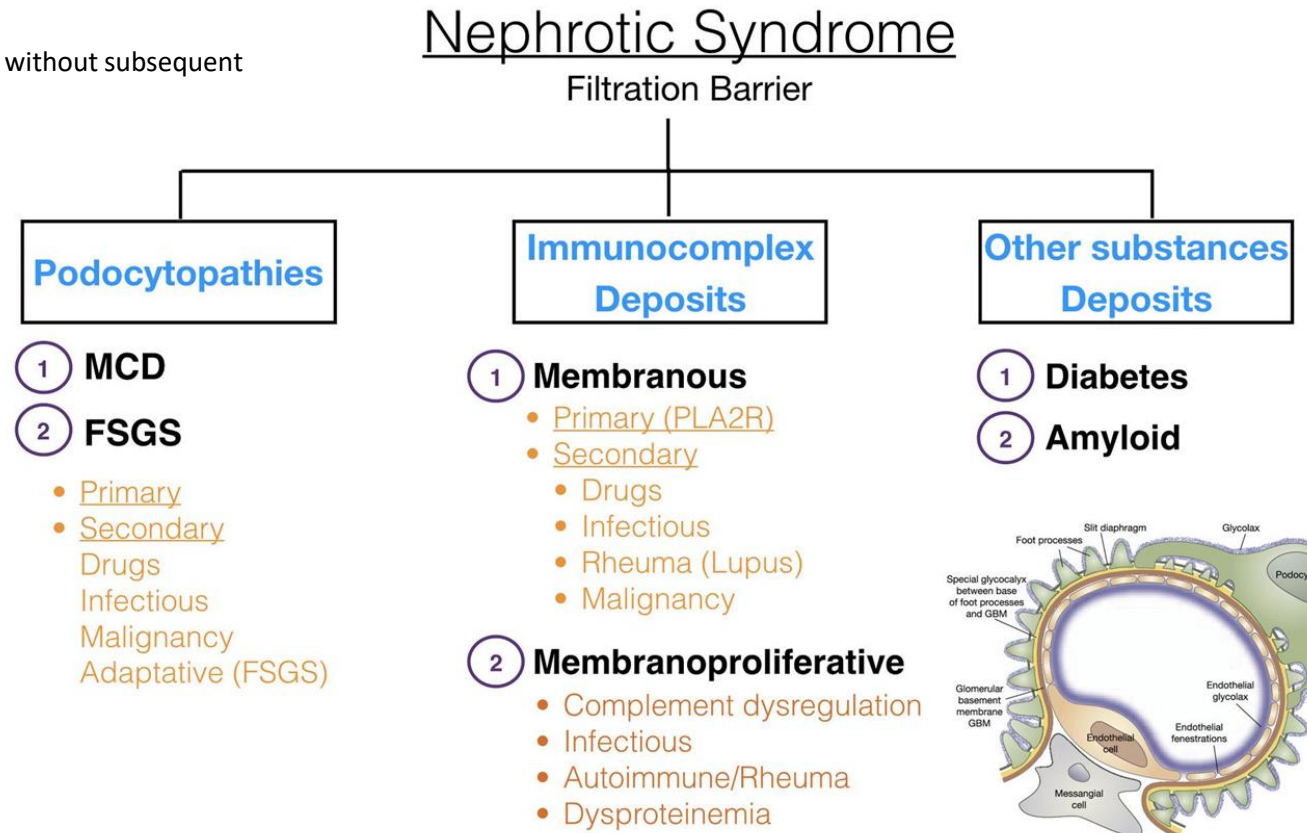 Nephrotic Syndrome
without subsequent
Filtration Barrier
Podocytopathies
1 MCD
2 FSGS
• Primary
• Secondary
Drugs
Infectious
Malignancy
Adaptative (FSGS)
Immunocomplex
Deposits
1 Membranous
• Primary (PLA2R)
• Secondary
• Drugs
• Infectious
• Rheuma (Lupus)
• Malignancy
2 Membranoproliferative
• Complement dysregulation
• Infectious
• Autoimmune/Rheuma
• Dysproteinemia
Other substances
Deposits
1 Diabetes
2 Amyloid
Slit diaphragm
Glycolax
Foot processes
Podocy
Special glycocalyx
between base
of foot processes
and GBM
Glomerular
basement
membrane
GBM
Endothelial
glycolax
Endothelial
fenestrations
Endothelial
cell
Messangial
cell